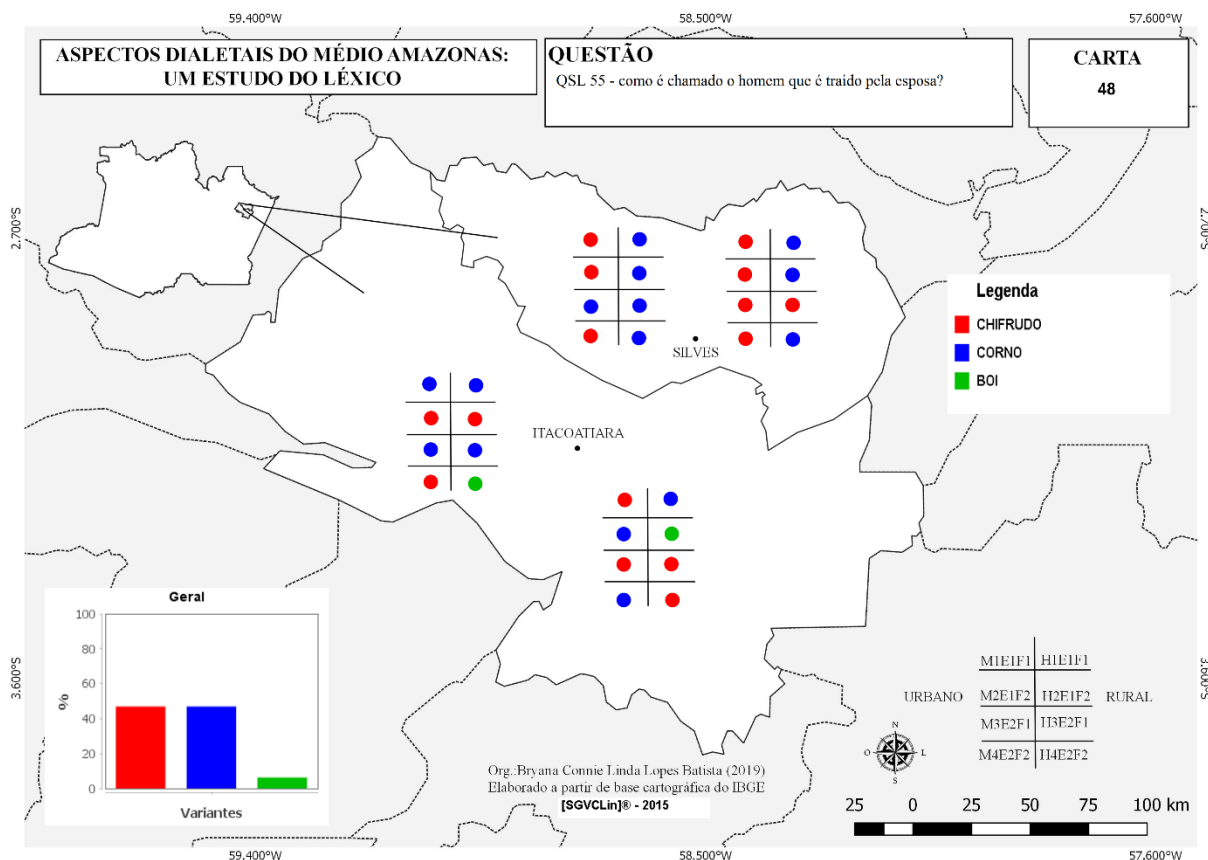 59.400°W
58.500°W
57.600°W
ASPECTOS DIALETAIS DO MÉDIO AMAZONAS:
UM ESTUDO DO LÉXICO
QUESTÃO
QSL 55 - como é chamado o homem que é traído pela esposa?
CARTA
48
2.700°S
2.700°S
Legenda
CHIFRUDO
CORNO
BOI
SILVES
ITACOATIARA
Geral
100
80
60
40
20
0
%
Variantes
3.600°S
3.600°S
M1E1F1 H1E1F1
URBANO M2E1F2 H2E1F2 RURAL
M3E2F1 H3E2F1
M4E2F2 H4E2F2
N
O L
S
Org.:Bryana Connie Linda Lopes Batista (2019)
Elaborado a partir de base cartográfica do IBGE
[SGVCLin]® - 2015
25 0 25 50 75 100 km
59.400°W
58.500°W
57.600°W